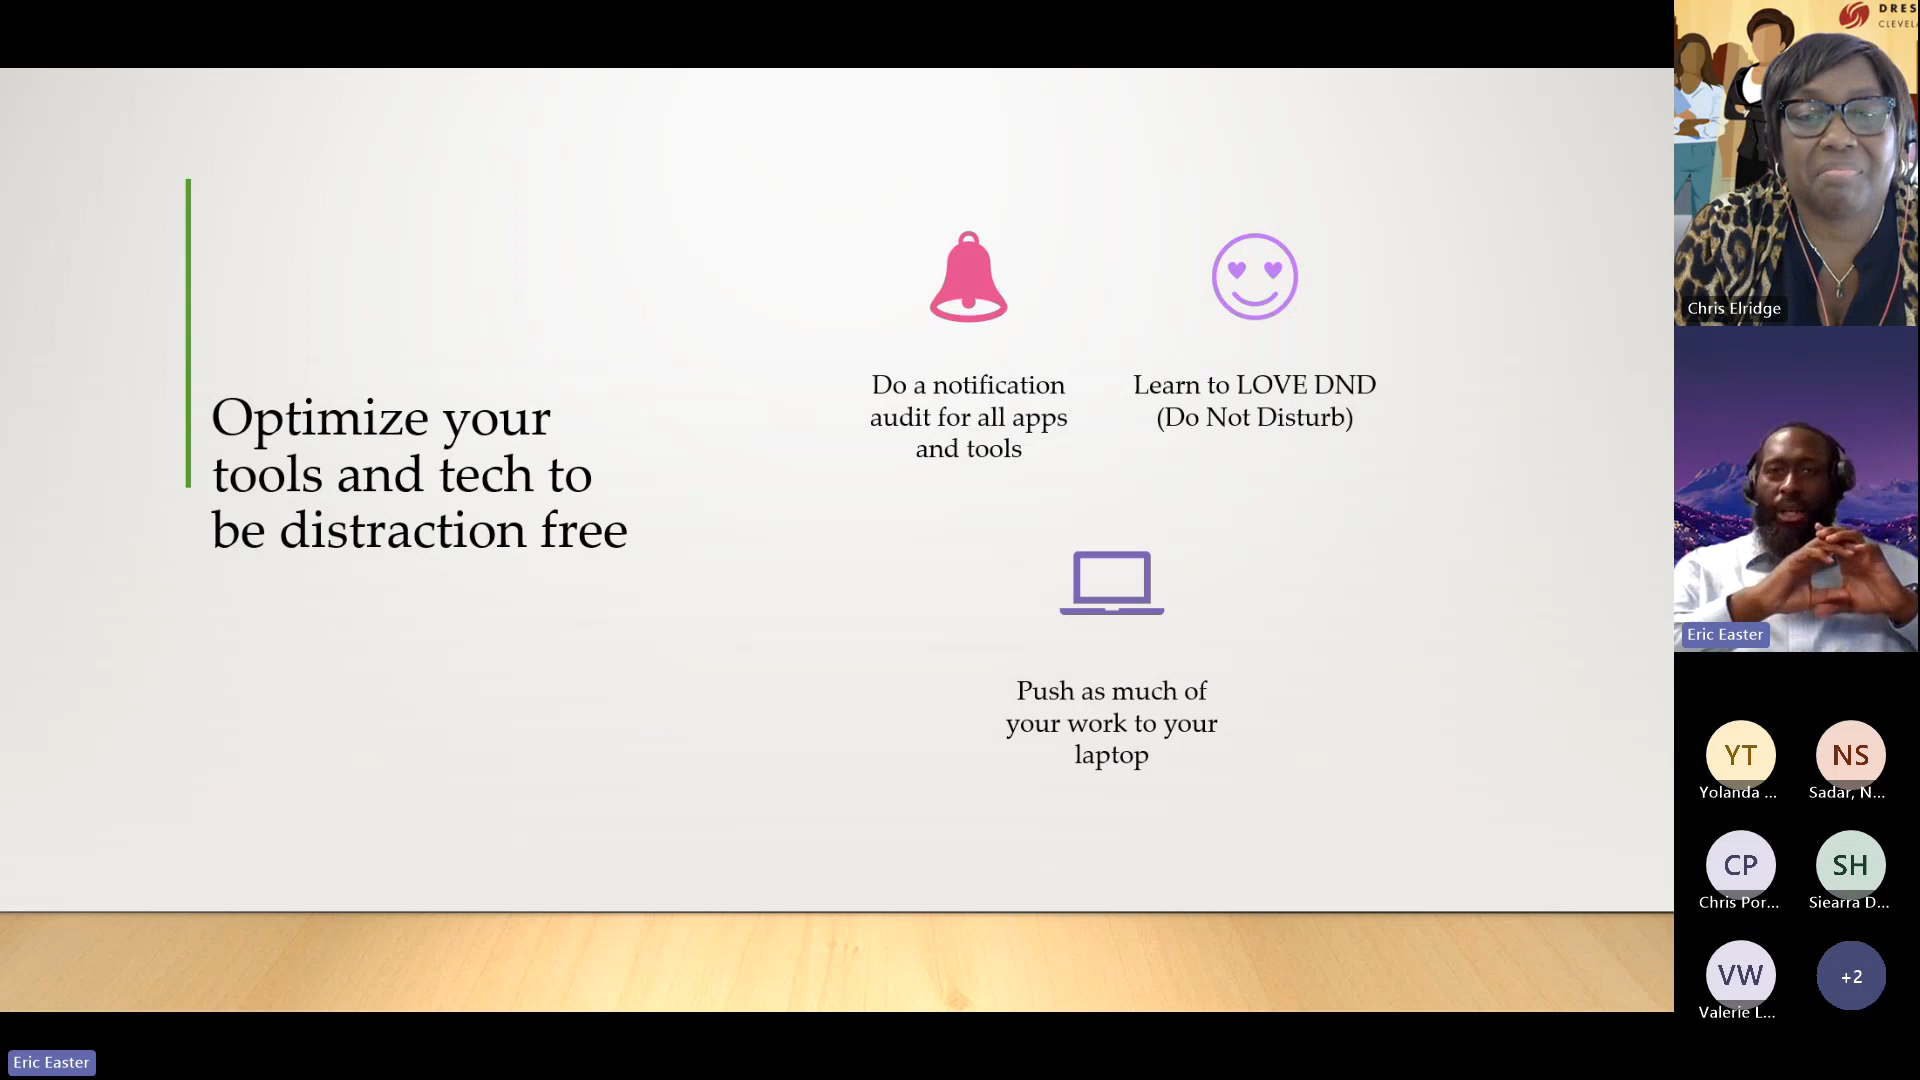 Optimize your
tools and tech to
be distraction free
Do a notification
audit for all apps
and tools
Learn to LOVE DND
(Do Not Disturb)
Push as much of
your work to your
laptop
DRES
CLEVEL
Chris Elridge
Eric Easter
YT
Yolanda ...
NS
Sadar, N...
CP
Chris Por...
SH
Siearra D...
VW
Valerie L...
+2
Eric Easter